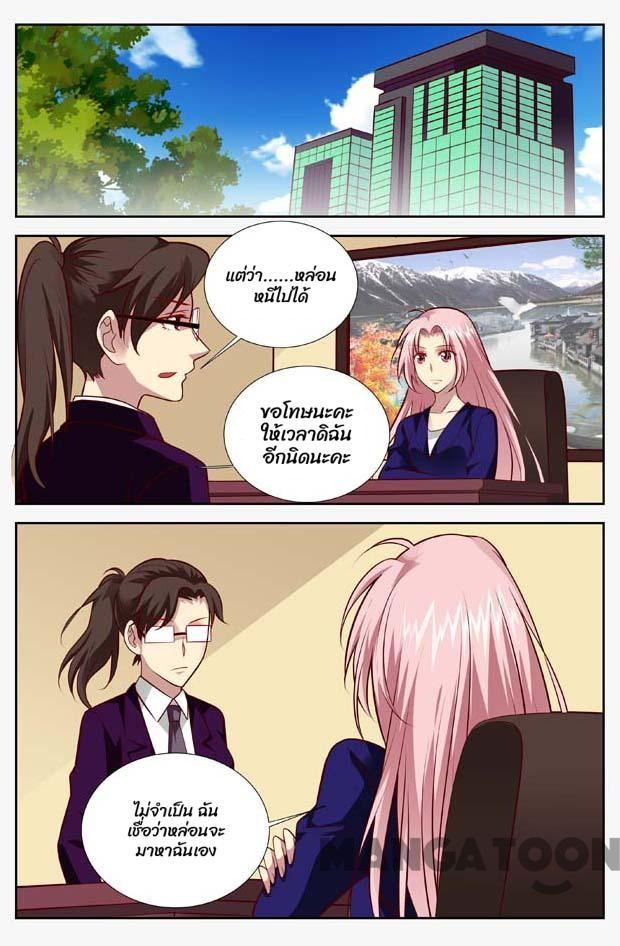 แต่ว่า......หล่อน
หนีไปได้
ขอโทษนะคะ
ให้เวลาดิฉัน
อีกนิดนะคะ
ไม่จำเป็น ฉัน
เชื่อว่าหล่อนจะ
มาหาฉันเอง
MANGATOON